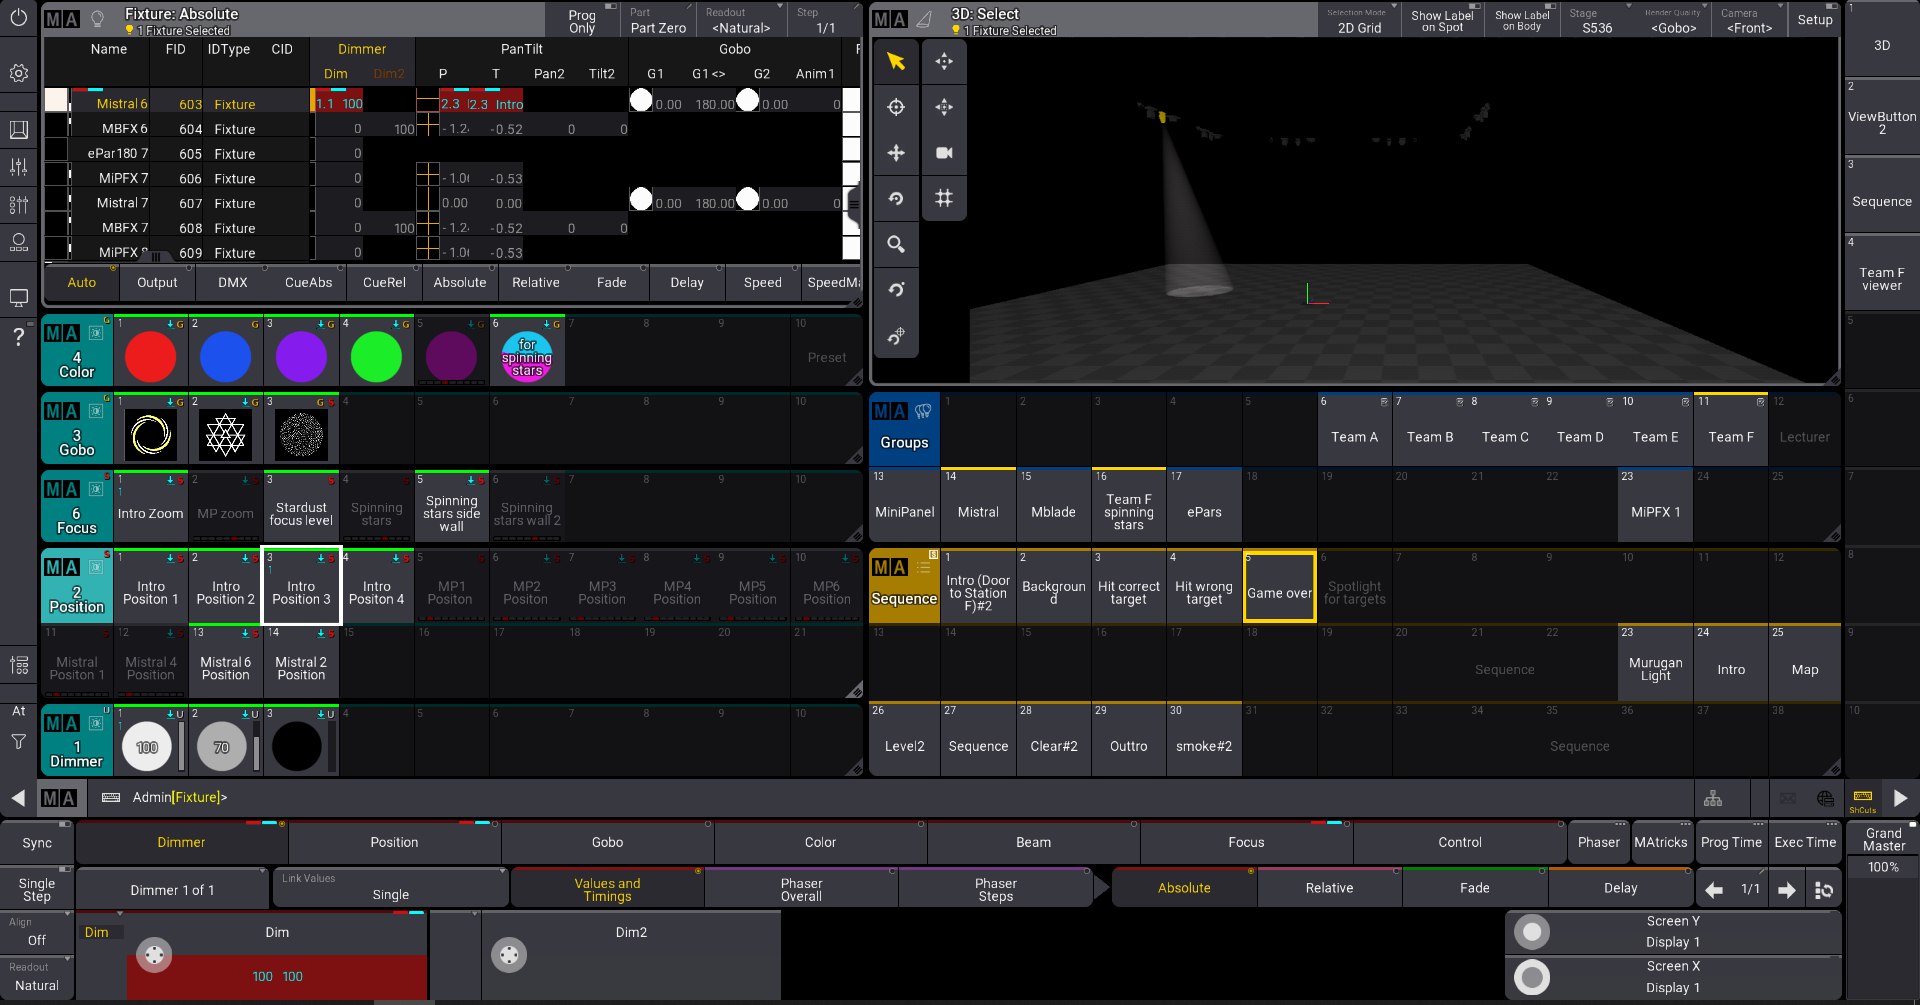 MA
Fixture: Absolute
1 Fixture Selected
Prog Only
Part
Part Zero
Readout
<Natural>
Step
1/1
Name FID IDType CID Dimmer PanTilt Gobo
Dim Dim2 P T Pan2 Tilt2 G1 G1<> G2 Anim1
Mistral 6 603 Fixture 1.1 100 2.3 2.3 Intro 0.00 180.00 0.00 0
MBFX 6 604 Fixture 0 100 -0.52 0 0
ePar180 7 605 Fixture 0
MiPFX 7 606 Fixture 0 -0.53
Mistral 7 607 Fixture 0 0.00 0.00 0.00 180.00 0.00 0
MBFX 7 608 Fixture 0 100 -0.52 0 0
MiPFX 609 Fixture 0 -0.53
Auto Output DMX CueAbs CueRel Absolute Relative Fade Delay Speed SpeedMa
MA
3D: Select
1 Fixture Selected
Selection Mode
2D Grid
Show Label on Spot
Show Label on Body
Stage
S536
Render Quality
<Gobo>
Camera
<Front>
Setup
1
3D
2
ViewButton 2
3
Sequence
4
Team F viewer
5
6
7
8
9
10
MA
4
Color
1 2 3 4 5 6 7 8 9 10
for spinning stars
Preset
MA
3
Gobo
1 2 3 4 5 6 7 8 9 10
MA
6
Focus
1 2 3 4 5 6 7 8 9 10
Intro Zoom
MP zoom
Stardust focus level
Spinning stars
Spinning stars side wall
Spinning stars wall 2
MA
2
Position
1 2 3 4 5 6 7 8 9 10
Intro Positon 1
Intro Position 2
Intro Position 3
Intro Positon 4
MP1 Positon
MP2 Positon
MP3 Position
MP4 Position
MP5 Position
MP6 Position
11 12 13 14 15 16 17 18 19 20 21
Mistral Positon 1
Mistral 4 Position
Mistral 6 Position
Mistral 2 Position
MA
1
Dimmer
1 2 3 4 5 6 7 8 9 10
100
70
MA
Groups
1 2 3 4 5 6 7 8 9 10 11 12
Team A
Team B
Team C
Team D
Team E
Team F
Lecturer
13 14 15 16 17 18 19 20 21 22 23 24 25
MiniPanel
Mistral
Mblade
Team F spinning stars
ePars
MiPFX 1
MA
Sequence
1 2 3 4 5 6 7 8 9 10 11 12
Intro (Door to Station F)#2
Background
Hit correct target
Hit wrong target
Game over
Spotlight for targets
13 14 15 16 17 18 19 20 21 22 23 24 25
Sequence
Murugan Light
Intro
Map
26 27 28 29 30 31 32 33 34 35 36 37 38
Level2
Sequence
Clear#2
Outtro
smoke#2
Sequence
At
MA
Admin[Fixture]>
ShCuts
Sync
Dimmer Position Gobo Color Beam Focus Control
Phaser MAtricks Prog Time Exec Time
Grand Master
100%
Single Step
Dimmer 1 of 1
Link Values
Single
Values and Timings
Phaser Overall
Phaser Steps
Absolute Relative Fade Delay
1/1
Align
Off
Readout
Natural
Dim
Dim
100 100
Dim2
Screen Y
Display 1
Screen X
Display 1